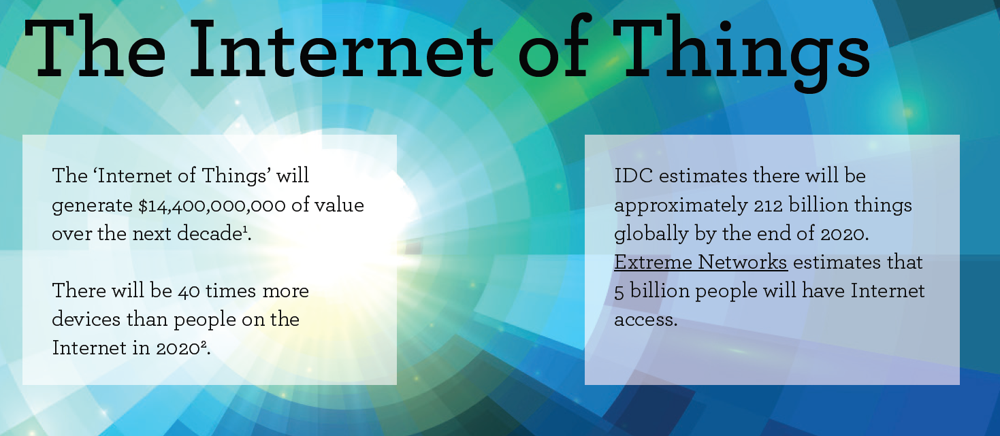 The Internet of Things
The ‘Internet of Things’ will
generate $14,400,000,000 of value
over the next decade¹.
There will be 40 times more
devices than people on the
Internet in 2020².
IDC estimates there will be
approximately 212 billion things
globally by the end of 2020.
Extreme Networks estimates that
5 billion people will have Internet
access.